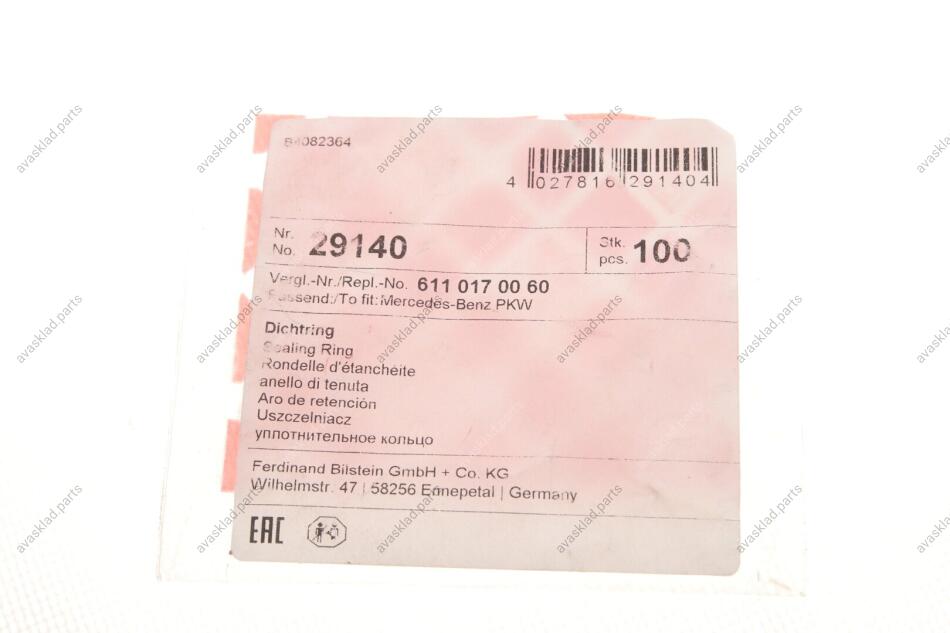 84082364
4 027816 291404
Nr.
No. 29140
Stk.
pcs. 100
Vergl.-Nr./Repl.-No. 611 017 00 60
Passend:/To fit:Mercedes-Benz PKW
Dichtring
Sealing Ring
Rondelle d'étanchéite
anello di tenuta
Aro de retención
Uszczelniacz
уплотнительное кольцо
Ferdinand Bilstein GmbH + Co. KG
Wilhelmstr. 47 | 58256 Ennepetal | Germany
EAC
avasklad.parts